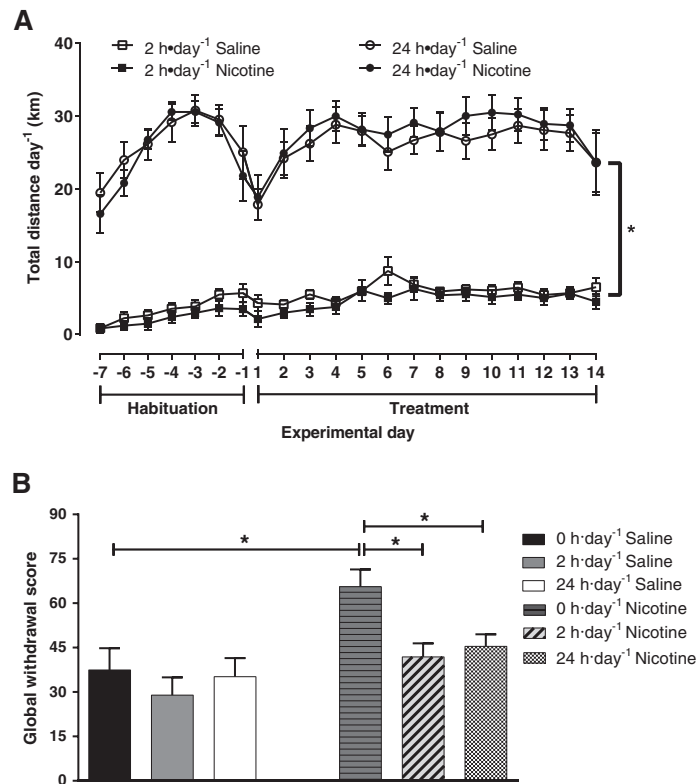 A
40
30
20
10
0
Total distance day⁻¹ (km)
2 h•day⁻¹ Saline
2 h•day⁻¹ Nicotine
24 h•day⁻¹ Saline
24 h•day⁻¹ Nicotine
*
-7 -6 -5 -4 -3 -2 -1 1 2 3 4 5 6 7 8 9 10 11 12 13 14
Habituation Treatment
Experimental day
B
90
75
60
45
30
15
0
Global withdrawal score
* * *
0 h·day⁻¹ Saline
2 h·day⁻¹ Saline
24 h·day⁻¹ Saline
0 h·day⁻¹ Nicotine
2 h·day⁻¹ Nicotine
24 h·day⁻¹ Nicotine